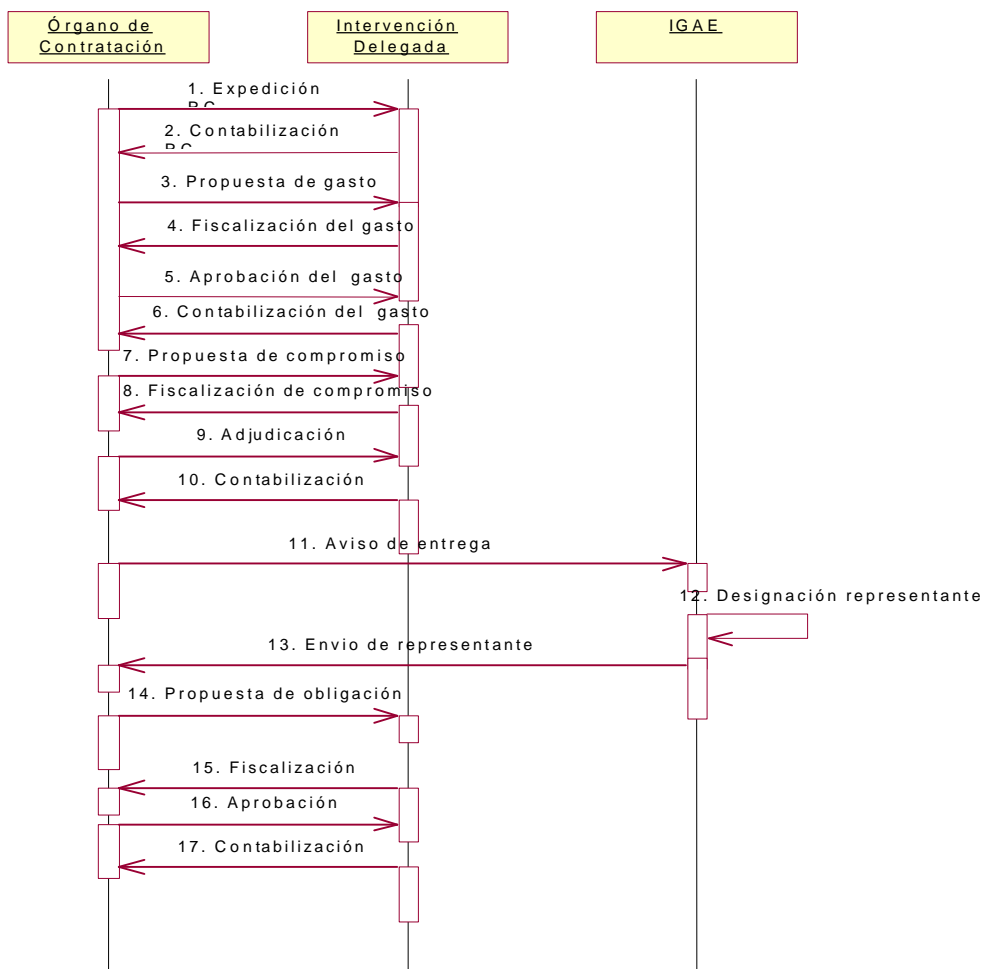 Órgano de
Contratación
Intervención
Delegada
IGAE
1. Expedición
RC
2. Contabilización
RC
3. Propuesta de gasto
4. Fiscalización del gasto
5. Aprobación del gasto
6. Contabilización del gasto
7. Propuesta de compromiso
8. Fiscalización de compromiso
9. Adjudicación
10. Contabilización
11. Aviso de entrega
12. Designación representante
13. Envio de representante
14. Propuesta de obligación
15. Fiscalización
16. Aprobación
17. Contabilización